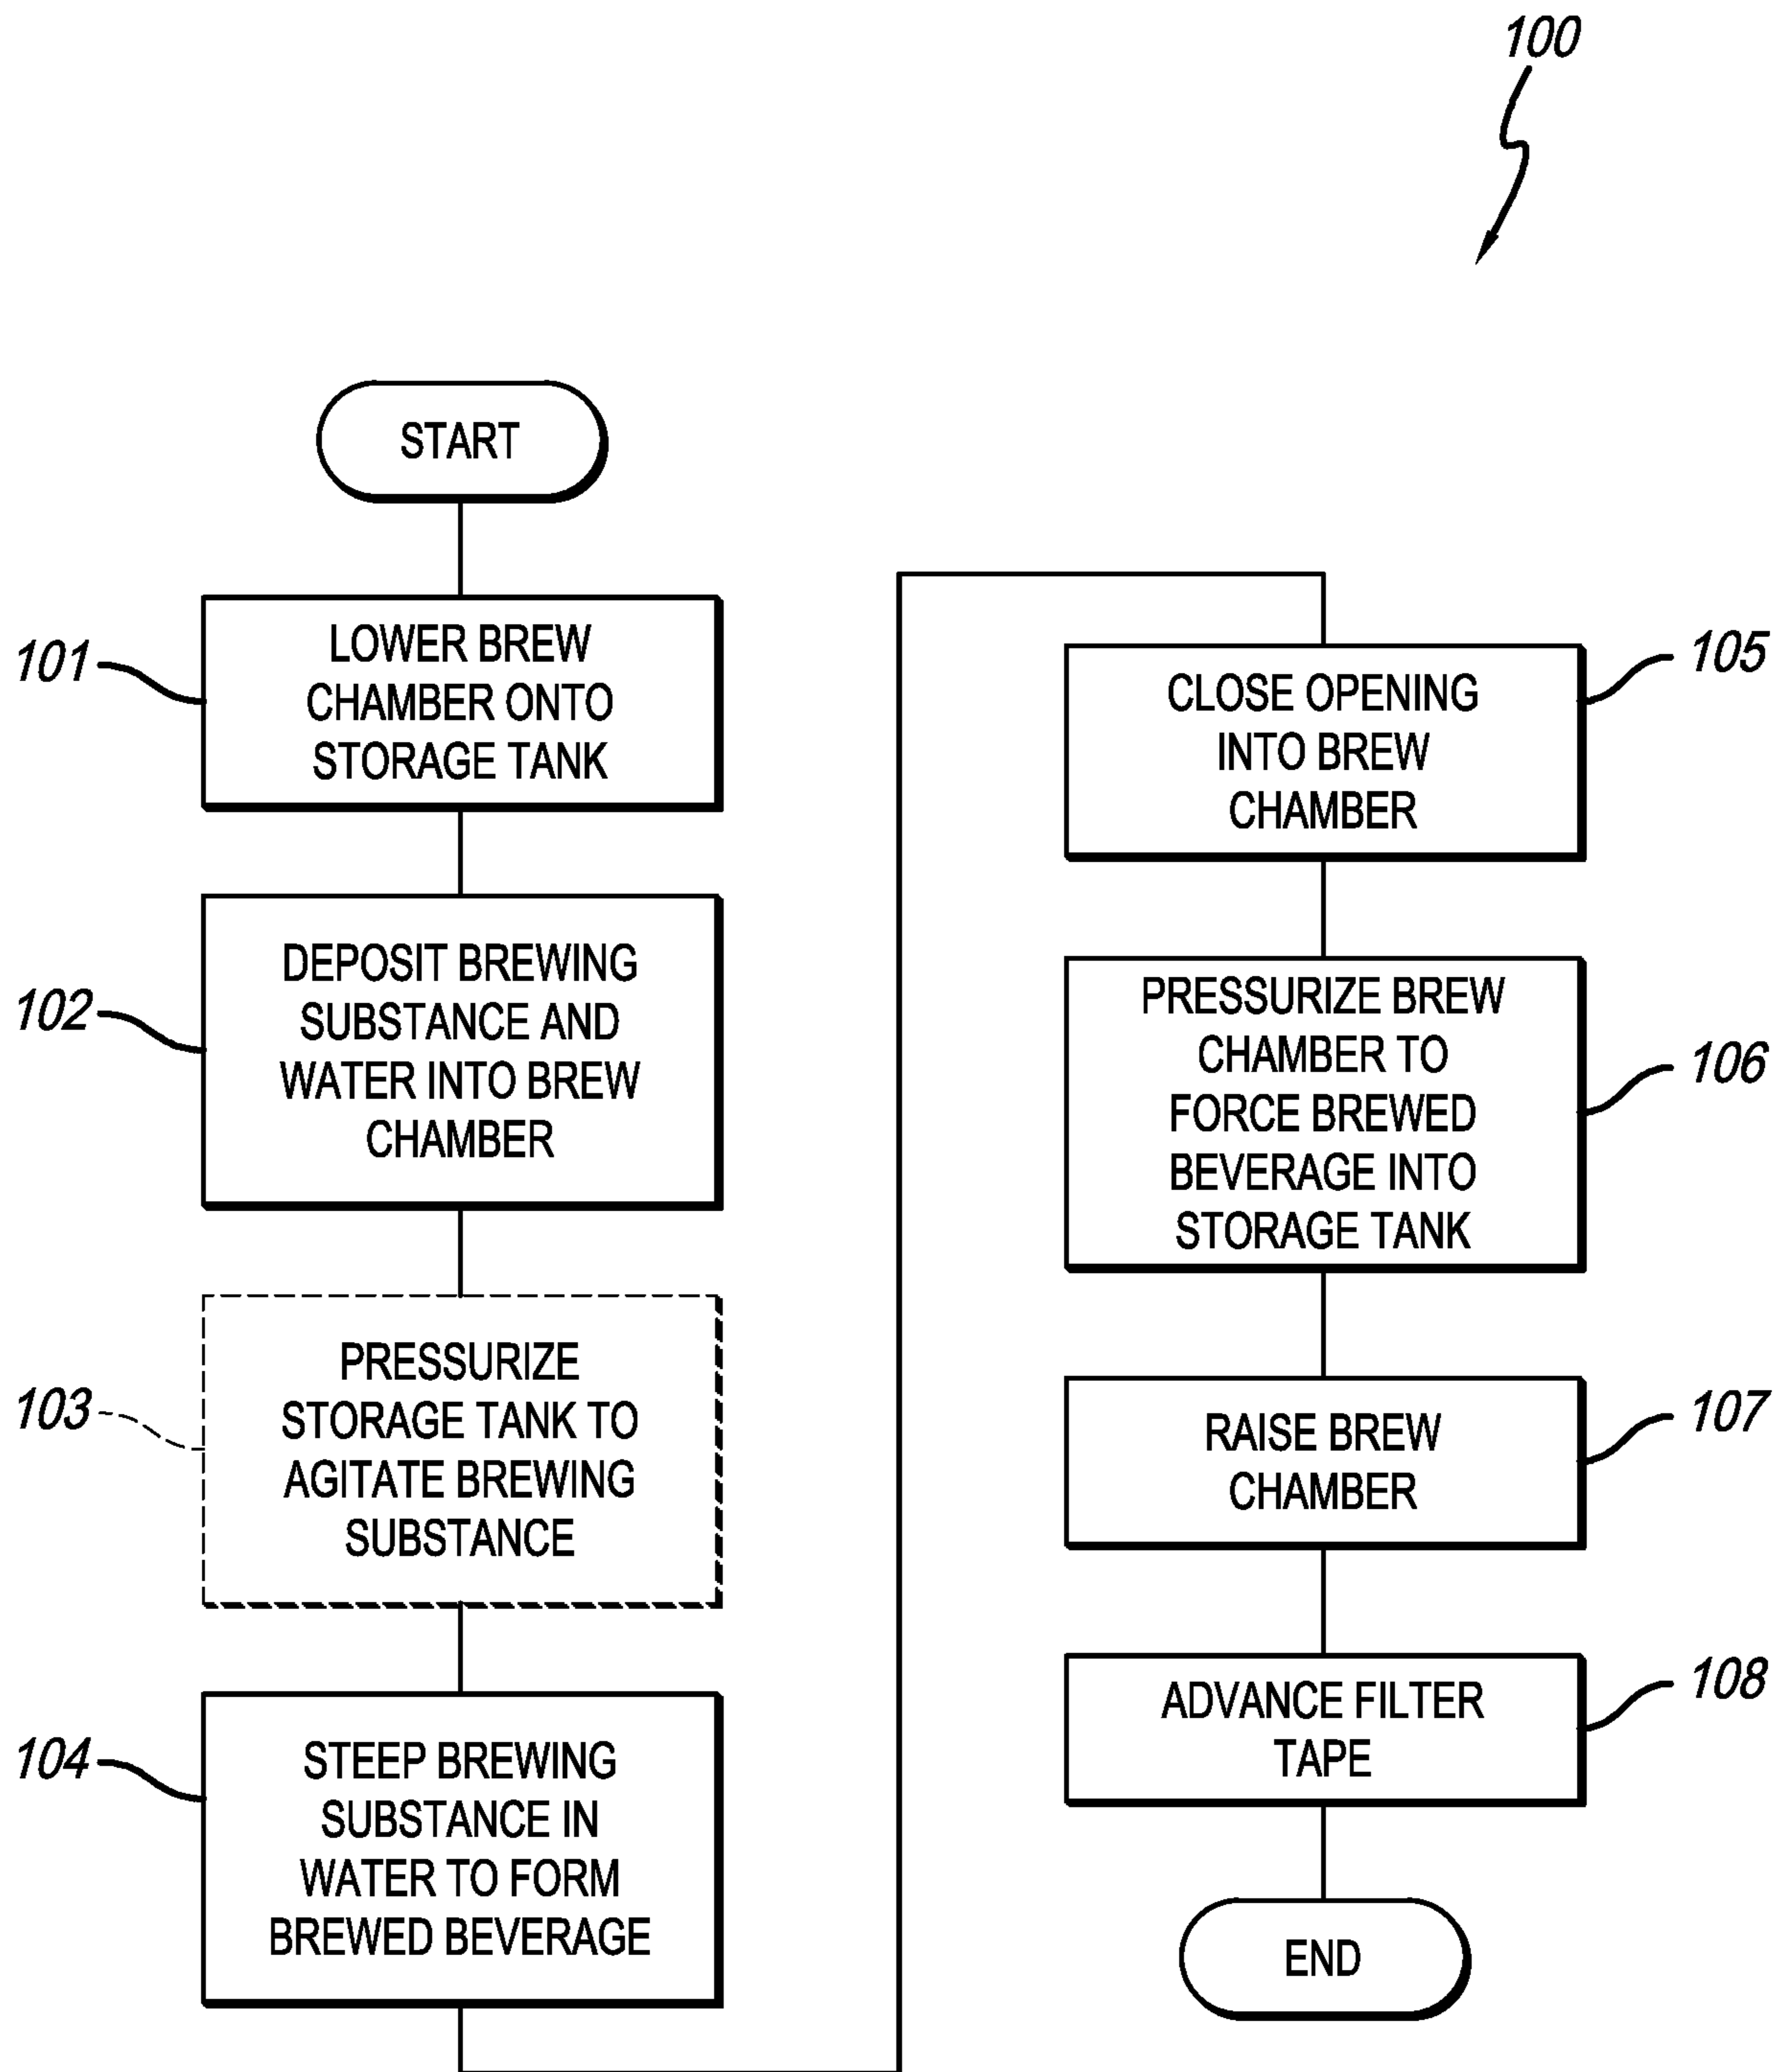 100
START
101
LOWER BREW
CHAMBER ONTO
STORAGE TANK
102
DEPOSIT BREWING
SUBSTANCE AND
WATER INTO BREW
CHAMBER
103
PRESSURIZE
STORAGE TANK TO
AGITATE BREWING
SUBSTANCE
104
STEEP BREWING
SUBSTANCE IN
WATER TO FORM
BREWED BEVERAGE
105
CLOSE OPENING
INTO BREW
CHAMBER
106
PRESSURIZE BREW
CHAMBER TO
FORCE BREWED
BEVERAGE INTO
STORAGE TANK
107
RAISE BREW
CHAMBER
108
ADVANCE FILTER
TAPE
END